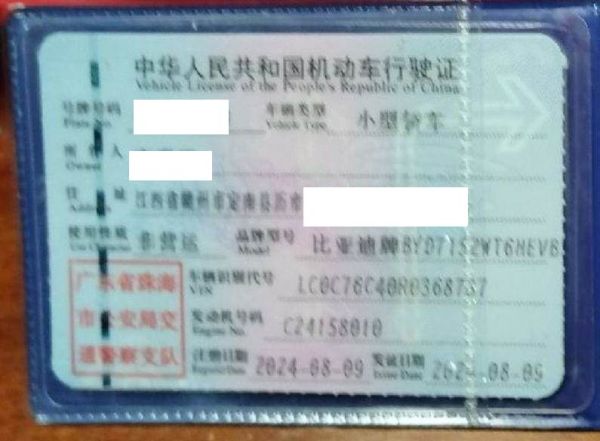 中华人民共和国机动车行驶证
Vehicle License of the People's Republic of China
号牌号码 车辆类型 小型轿车
Plate No. Vehicle Type
所有人
Owner
住址 江西省赣州市定南县历市
使用性质 非营运 品牌型号 比亚迪牌BYD7152WT6HEVB
Use Character Model
广东省珠海 车辆识别代号 LC0C76C40R0368737
VIN
市公安局交 发动机号码 C24158010
Engine No.
通警察支队 注册日期 2024-08-09 发证日期 2024-08-09
Register Date Issue Date